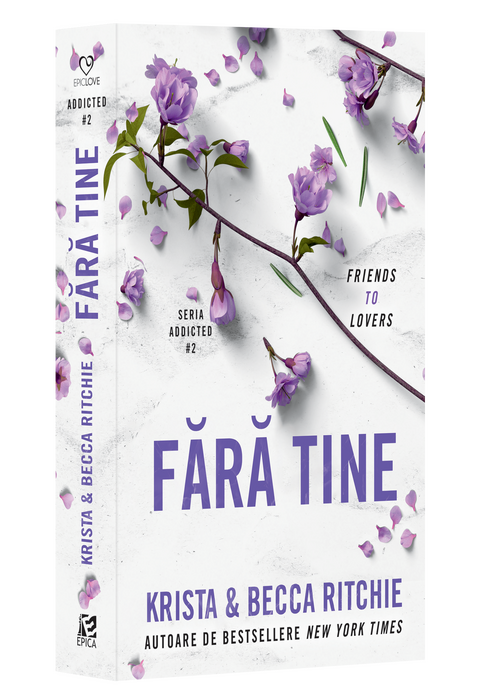 EPICLOVE
ADDICTED
#2
FĂRĂ TINE
KRISTA & BECCA RITCHIE
EPICA
FRIENDS
TO
LOVERS
SERIA
ADDICTED
#2
FĂRĂ TINE
KRISTA & BECCA RITCHIE
AUTOARE DE BESTSELLERE NEW YORK TIMES